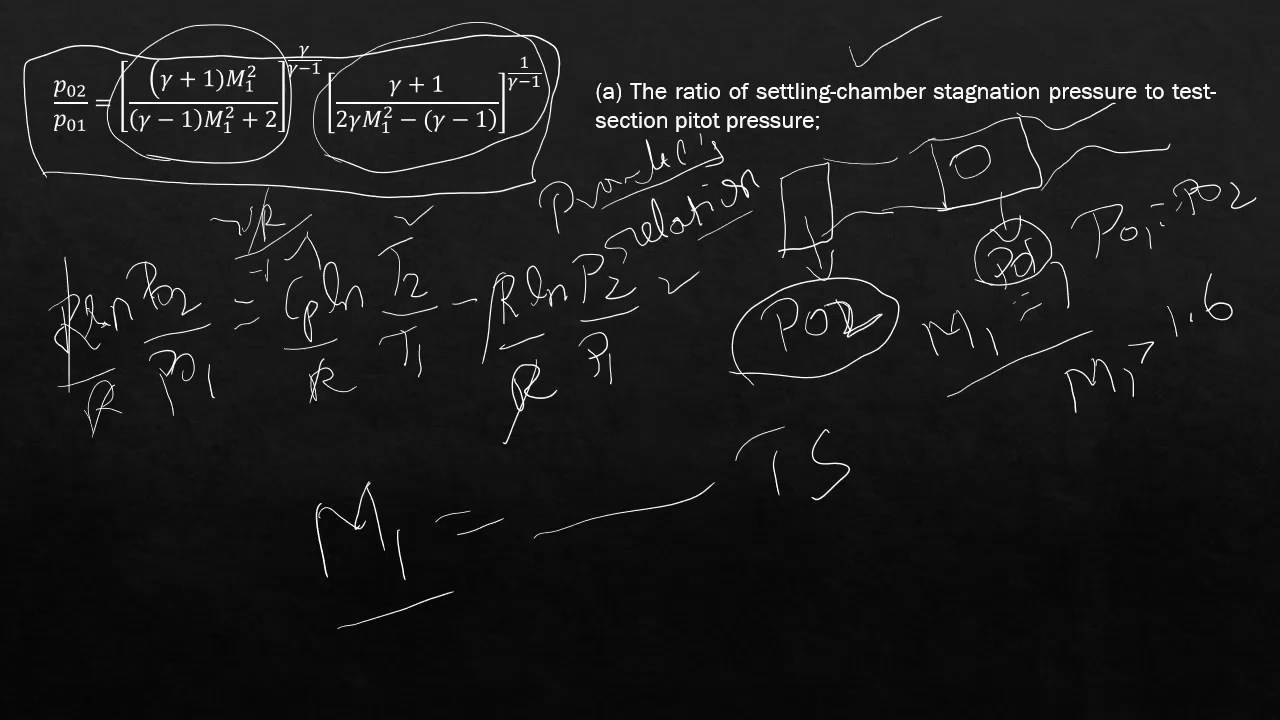 p02/p01 = [(γ + 1)M₁² / ((γ − 1)M₁² + 2)]^(γ/(γ−1)) [(γ + 1) / (2γM₁² − (γ − 1))]^(1/(γ−1))
(a) The ratio of settling-chamber stagnation pressure to test-
section pitot pressure;
relation
R ln P02/P01 = Cp ln T2/T1 − R ln P2/P1
R R R
P02
P01
P01 = P02
M1 = ?
M1 > 1.6
M1 = TS